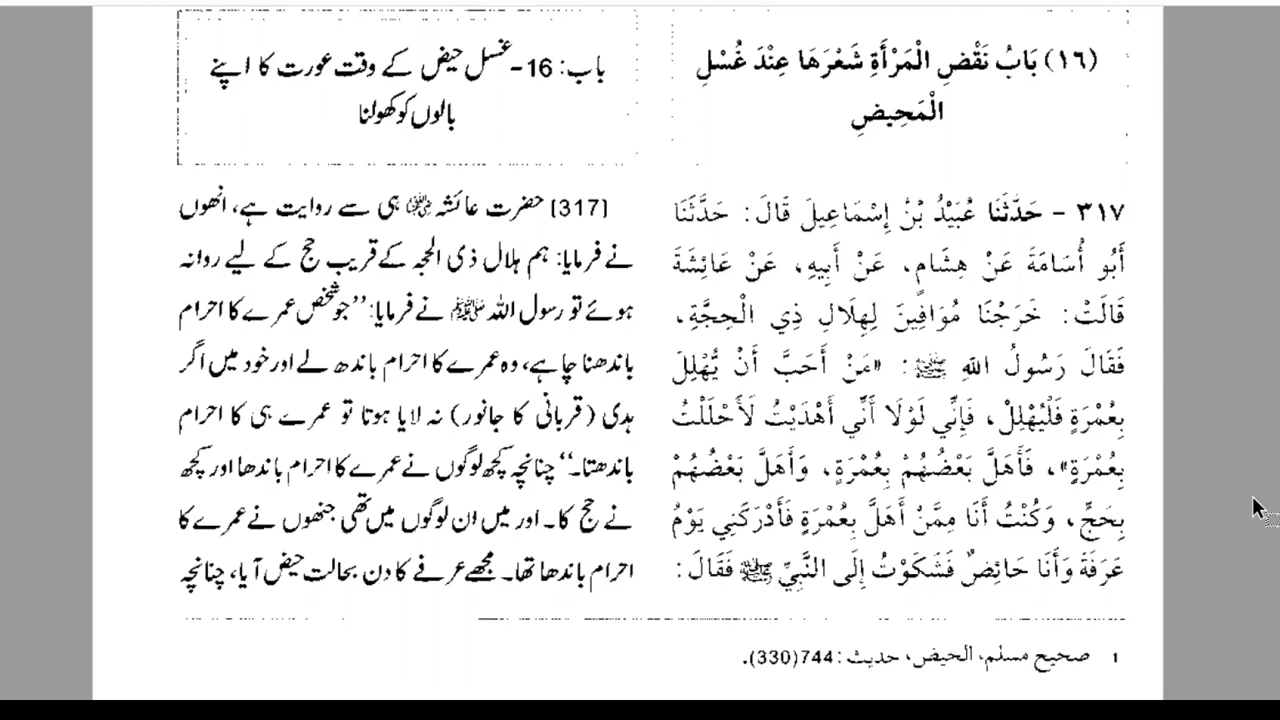 (١٦) بَابُ نَقْضِ الْمَرْأَةِ شَعْرَهَا عِنْدَ غُسْلِ
الْمَحِيضِ
٣١٧ - حَدَّثَنَا عُبَيْدُ بْنُ إِسْمَاعِيلَ قَالَ: حَدَّثَنَا
أَبُو أُسَامَةَ عَنْ هِشَامٍ، عَنْ أَبِيهِ، عَنْ عَائِشَةَ
قَالَتْ: خَرَجْنَا مُوَافِينَ لِهِلَالِ ذِي الْحِجَّةِ،
فَقَالَ رَسُولُ اللهِ ﷺ: «مَنْ أَحَبَّ أَنْ يُّهْلِلَ
بِعُمْرَةٍ فَلْيُهْلِلْ، فَإِنِّي لَوْلَا أَنِّي أَهْدَيْتُ لَأَحْلَلْتُ
بِعُمْرَةٍ»، فَأَهَلَّ بَعْضُهُمْ بِعُمْرَةٍ، وَأَهَلَّ بَعْضُهُمْ
بِحَجٍّ، وَكُنْتُ أَنَا مِمَّنْ أَهَلَّ بِعُمْرَةٍ فَأَدْرَكَنِي يَوْمُ
عَرَفَةَ وَأَنَا حَائِضٌ فَشَكَوْتُ إِلَى النَّبِيِّ ﷺ فَقَالَ:
باب: 16- غسل حیض کے وقت عورت کا اپنے
بالوں کو کھولنا
[317] حضرت عائشہ ؓ ہی سے روایت ہے، انھوں
نے فرمایا: ہم ہلال ذی الحجہ کے قریب حج کے لیے روانہ
ہوئے تو رسول اللہ ﷺ نے فرمایا: ’’جو شخص عمرے کا احرام
باندھنا چاہے، وہ عمرے کا احرام باندھ لے اور خود میں اگر
ہدی (قربانی کا جانور) نہ لایا ہوتا تو عمرے ہی کا احرام
باندھتا۔‘‘ چنانچہ کچھ لوگوں نے عمرے کا احرام باندھا اور کچھ
نے حج کا۔ اور میں ان لوگوں میں تھی جنھوں نے عمرے کا
احرام باندھا تھا۔ مجھے عرفے کا دن بحالت حیض آیا، چنانچہ
1 صحیح مسلم، الحیض، حدیث: 744(330).